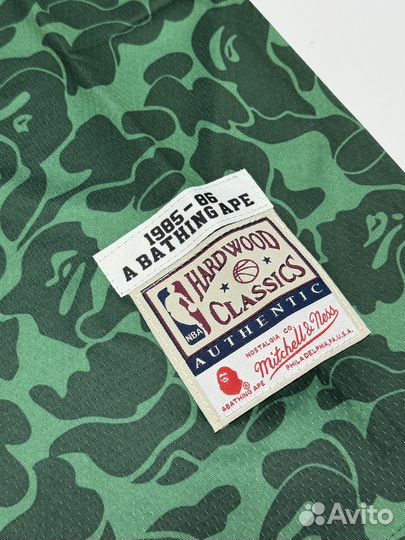 1985-86
A BATHING APE
HARDWOOD
CLASSICS
NBA
AUTHENTIC
NOSTALGIA CO.
Mitchell & Ness
PHILADELPHIA, PA, U.S.A.
A BATHING APE
Avito